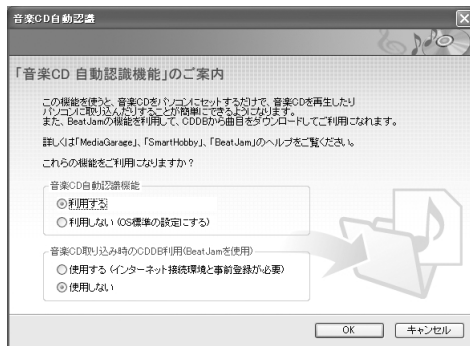 音楽CD自動認識
「音楽CD 自動認識機能」のご案内
この機能を使うと、音楽CDをパソコンにセットするだけで、音楽CDを再生したり
パソコンに取り込んだりすることが簡単にできるようになります。
また、BeatJamの機能を利用して、CDDBから曲目をダウンロードしてご利用になれます。
詳しくは「MediaGarage」、「SmartHobby」、「BeatJam」のヘルプをご覧ください。
これらの機能をご利用になりますか?
音楽CD自動認識機能
利用する
利用しない (OS標準の設定にする)
音楽CD取り込み時のCDDB利用(BeatJamを使用)
使用する (インターネット接続環境と事前登録が必要)
使用しない
OK
キャンセル